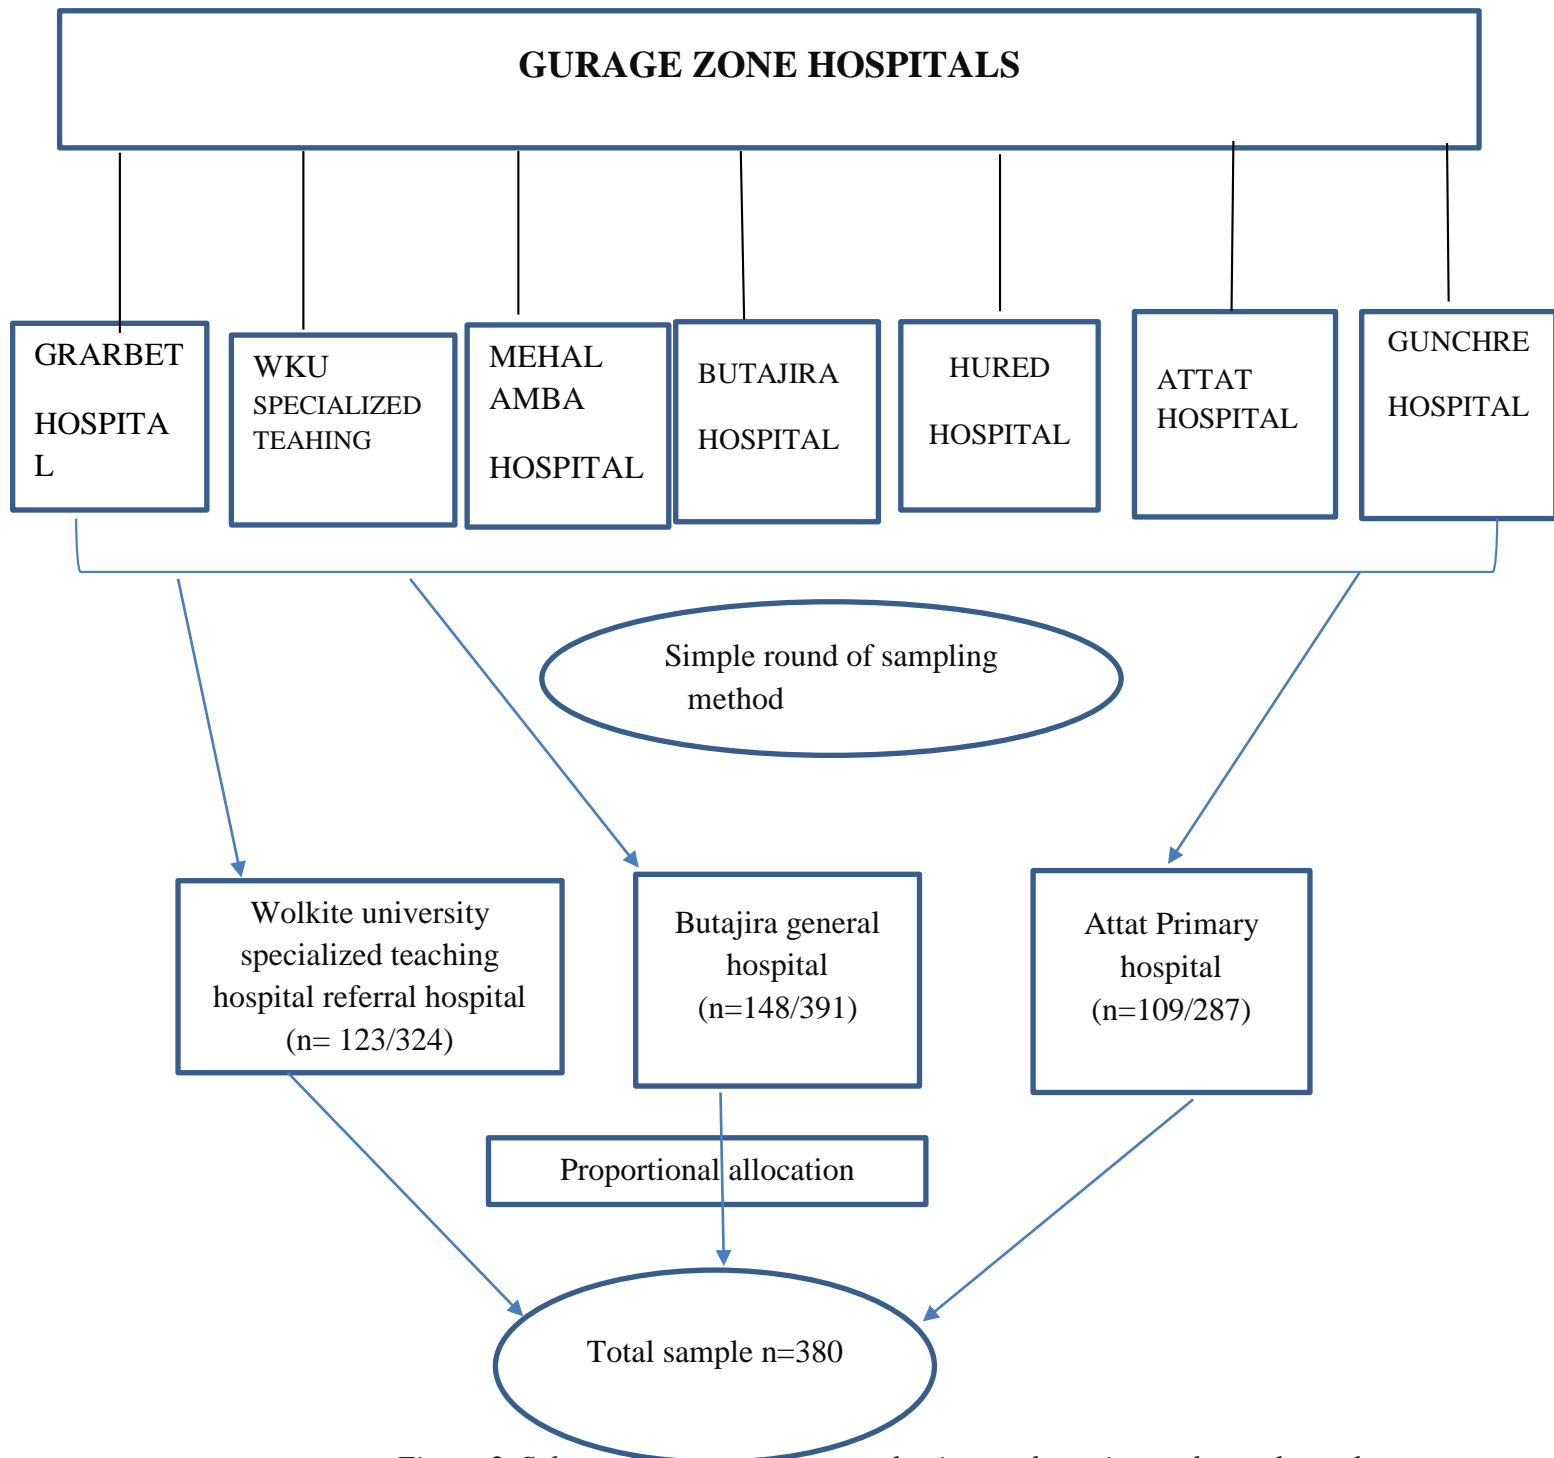 GURAGE ZONE HOSPITALS
GRARBET
HOSPITA
L
WKU
SPECIALIZED
TEAHING
MEHAL
AMBA
HOSPITAL
BUTAJIRA
HOSPITAL
HURED
HOSPITAL
ATTAT
HOSPITAL
GUNCHRE
HOSPITAL
Simple round of sampling
method
Wolkite university
specialized teaching
hospital referral hospital
(n= 123/324)
Butajira general
hospital
(n=148/391)
Attat Primary
hospital
(n=109/287)
Proportional allocation
Total sample n=380